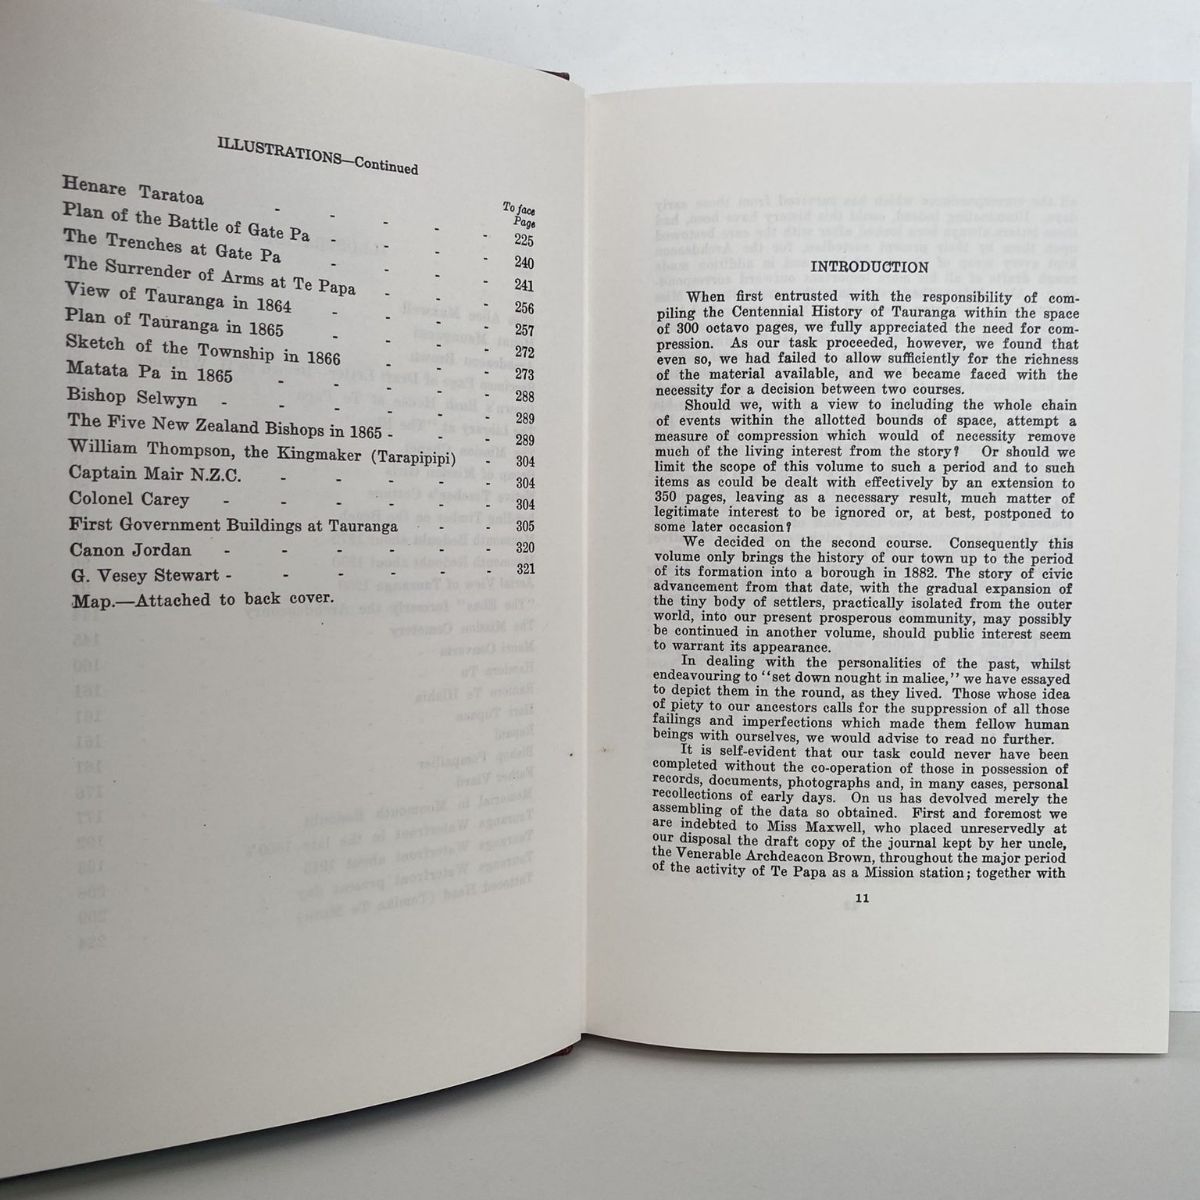 ILLUSTRATIONS—Continued
To face
Page
Henare Taratoa - - - - - 225
Plan of the Battle of Gate Pa - - - - 240
The Trenches at Gate Pa - - - - 241
The Surrender of Arms at Te Papa - - - 256
View of Tauranga in 1864 - - - - 257
Plan of Tauranga in 1865 - - - - 272
Sketch of the Township in 1866 - - - 273
Matata Pa in 1865 - - - - - 288
Bishop Selwyn - - - - - - 289
The Five New Zealand Bishops in 1865 - - - 289
William Thompson, the Kingmaker (Tarapipipi) - 304
Captain Mair N.Z.C. - - - - - 304
Colonel Carey - - - - - - 304
First Government Buildings at Tauranga - - 305
Canon Jordan - - - - - - 320
G. Vesey Stewart - - - - - - 321
Map.—Attached to back cover.
INTRODUCTION
When first entrusted with the responsibility of com-
piling the Centennial History of Tauranga within the space
of 300 octavo pages, we fully appreciated the need for com-
pression. As our task proceeded, however, we found that
even so, we had failed to allow sufficiently for the richness
of the material available, and we became faced with the
necessity for a decision between two courses.
Should we, with a view to including the whole chain
of events within the allotted bounds of space, attempt a
measure of compression which would of necessity remove
much of the living interest from the story? Or should we
limit the scope of this volume to such a period and to such
items as could be dealt with effectively by an extension to
350 pages, leaving as a necessary result, much matter of
legitimate interest to be ignored or, at best, postponed to
some later occasion?
We decided on the second course. Consequently this
volume only brings the history of our town up to the period
of its formation into a borough in 1882. The story of civic
advancement from that date, with the gradual expansion of
the tiny body of settlers, practically isolated from the outer
world, into our present prosperous community, may possibly
be continued in another volume, should public interest seem
to warrant its appearance.
In dealing with the personalities of the past, whilst
endeavouring to "set down nought in malice," we have essayed
to depict them in the round, as they lived. Those whose idea
of piety to our ancestors calls for the suppression of all those
failings and imperfections which made them fellow human
beings with ourselves, we would advise to read no further.
It is self-evident that our task could never have been
completed without the co-operation of those in possession of
records, documents, photographs and, in many cases, personal
recollections of early days. On us has devolved merely the
assembling of the data so obtained. First and foremost we
are indebted to Miss Maxwell, who placed unreservedly at
our disposal the draft copy of the journal kept by her uncle,
the Venerable Archdeacon Brown, throughout the major period
of the activity of Te Papa as a Mission station; together with
11